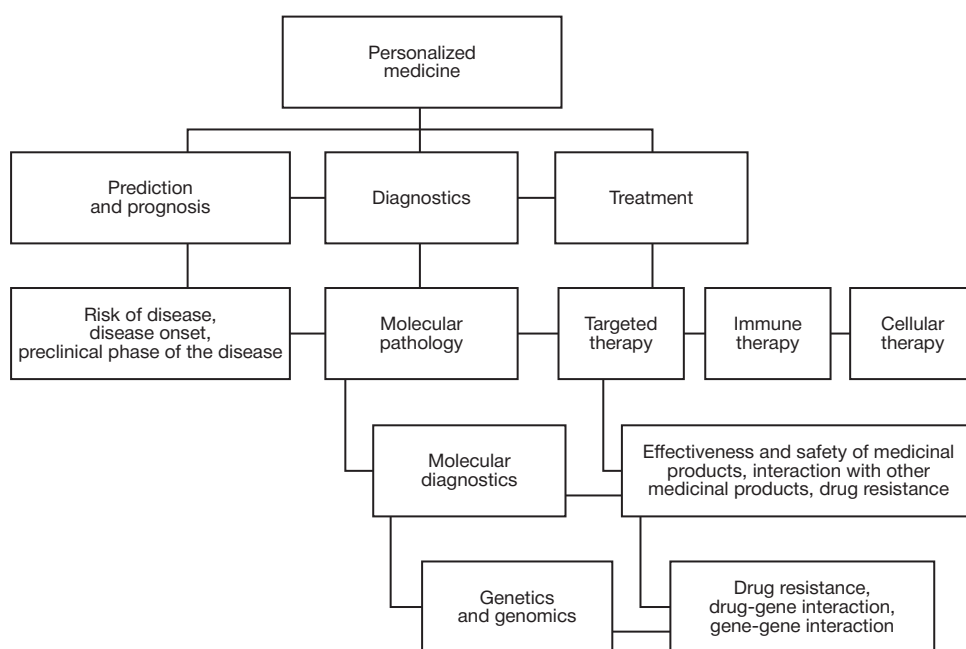 Personalized
medicine
Prediction
and prognosis
Diagnostics
Treatment
Risk of disease,
disease onset,
preclinical phase of the disease
Molecular
pathology
Targeted
therapy
Immune
therapy
Cellular
therapy
Molecular
diagnostics
Effectiveness and safety of medicinal
products, interaction with other
medicinal products, drug resistance
Genetics
and genomics
Drug resistance,
drug-gene interaction,
gene-gene interaction